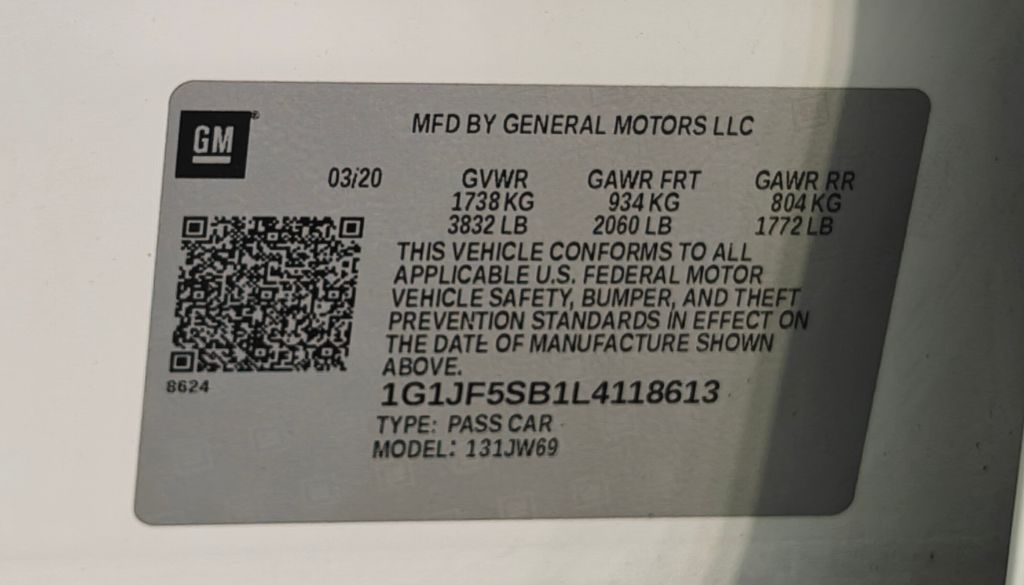 GM
MFD BY GENERAL MOTORS LLC
03/20 GVWR GAWR FRT GAWR RR
1738 KG 934 KG 804 KG
3832 LB 2060 LB 1772 LB
THIS VEHICLE CONFORMS TO ALL
APPLICABLE U.S. FEDERAL MOTOR
VEHICLE SAFETY, BUMPER, AND THEFT
PREVENTION STANDARDS IN EFFECT ON
THE DATE OF MANUFACTURE SHOWN
ABOVE.
8624
1G1JF5SB1L4118613
TYPE: PASS CAR
MODEL: 131JW69